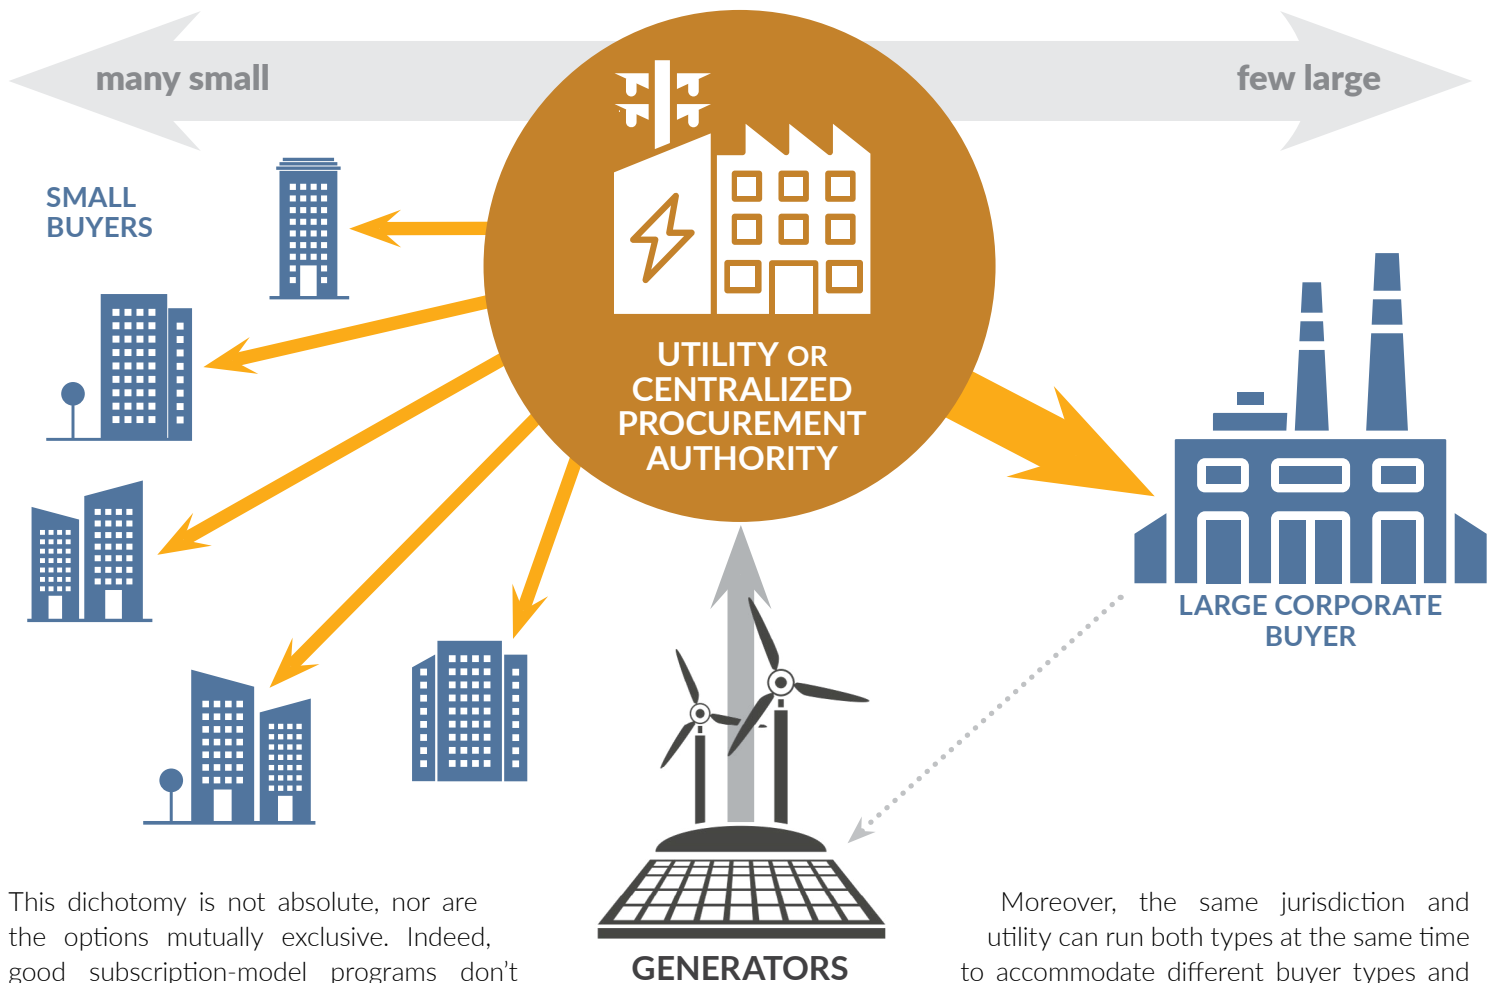 many small
few large
SMALL
BUYERS
UTILITY OR
CENTRALIZED
PROCUREMENT
AUTHORITY
LARGE CORPORATE
BUYER
GENERATORS
This dichotomy is not absolute, nor are
the options mutually exclusive. Indeed,
good subscription-model programs don't
Moreover, the same jurisdiction and
utility can run both types at the same time
to accommodate different buyer types and